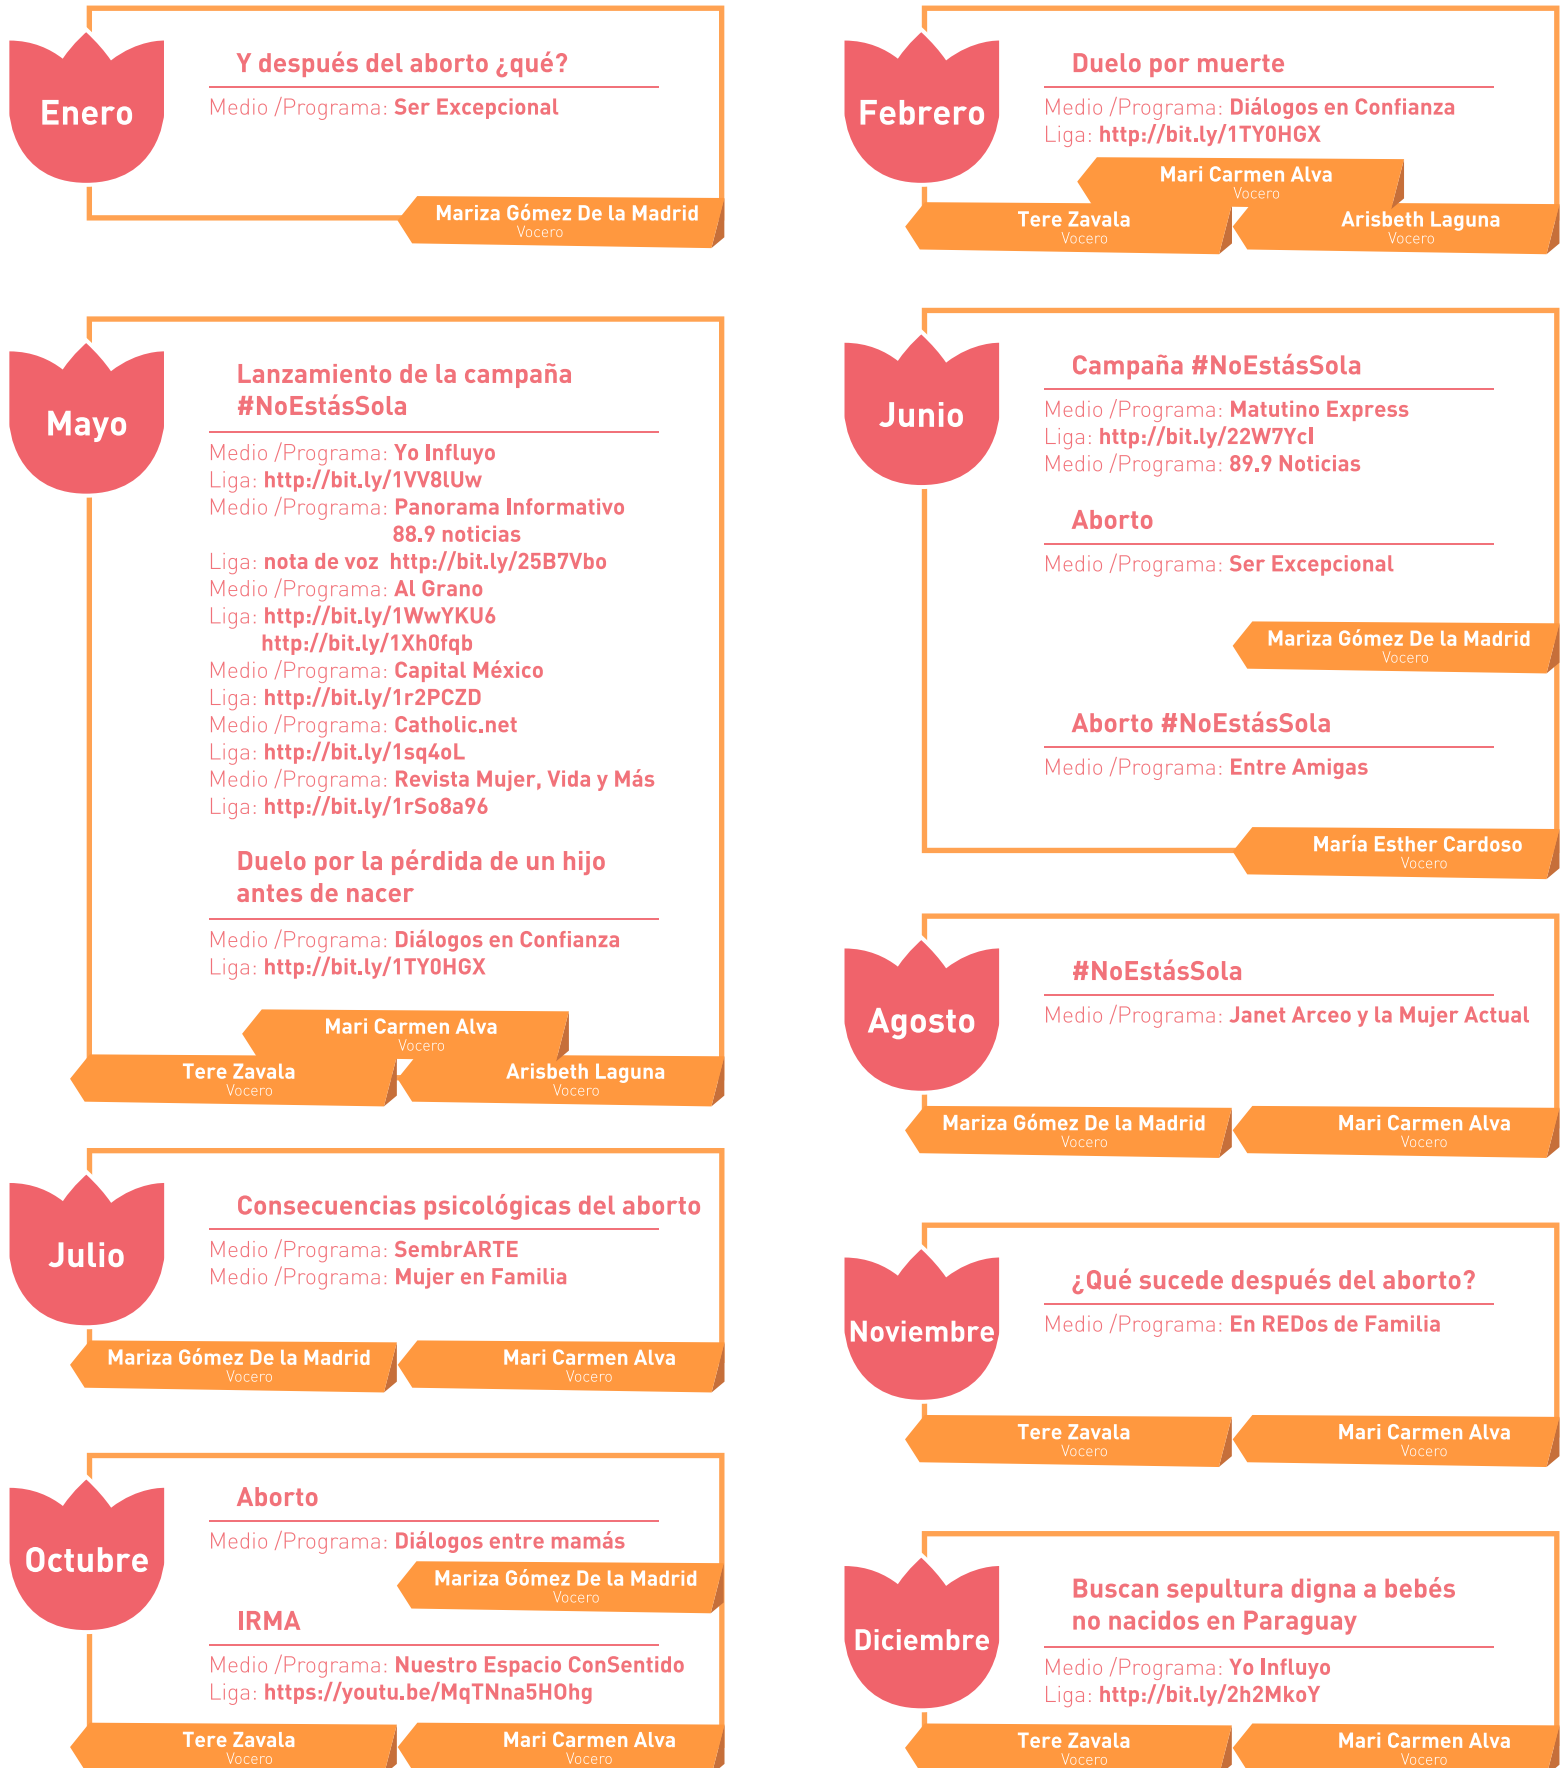 Enero
Y después del aborto ¿qué?
Medio /Programa: Ser Excepcional
Mariza Gómez De la Madrid
Vocero
Febrero
Duelo por muerte
Medio /Programa: Diálogos en Confianza
Liga: http://bit.ly/1TY0HGX
Mari Carmen Alva
Vocero
Tere Zavala
Vocero
Arisbeth Laguna
Vocero
Mayo
Lanzamiento de la campaña
#NoEstásSola
Medio /Programa: Yo Influyo
Liga: http://bit.ly/1VV8lUw
Medio /Programa: Panorama Informativo
88.9 noticias
Liga: nota de voz http://bit.ly/25B7Vbo
Medio /Programa: Al Grano
Liga: http://bit.ly/1WwYKU6
http://bit.ly/1Xh0fqb
Medio /Programa: Capital México
Liga: http://bit.ly/1r2PCZD
Medio /Programa: Catholic.net
Liga: http://bit.ly/1sq4oL
Medio /Programa: Revista Mujer, Vida y Más
Liga: http://bit.ly/1rSo8a96
Duelo por la pérdida de un hijo
antes de nacer
Medio /Programa: Diálogos en Confianza
Liga: http://bit.ly/1TY0HGX
Mari Carmen Alva
Vocero
Tere Zavala
Vocero
Arisbeth Laguna
Vocero
Junio
Campaña #NoEstásSola
Medio /Programa: Matutino Express
Liga: http://bit.ly/22W7Ycl
Medio /Programa: 89.9 Noticias
Aborto
Medio /Programa: Ser Excepcional
Mariza Gómez De la Madrid
Vocero
Aborto #NoEstásSola
Medio /Programa: Entre Amigas
María Esther Cardoso
Vocero
Julio
Consecuencias psicológicas del aborto
Medio /Programa: SembrARTE
Medio /Programa: Mujer en Familia
Mariza Gómez De la Madrid
Vocero
Mari Carmen Alva
Vocero
Agosto
#NoEstásSola
Medio /Programa: Janet Arceo y la Mujer Actual
Mariza Gómez De la Madrid
Vocero
Mari Carmen Alva
Vocero
Octubre
Aborto
Medio /Programa: Diálogos entre mamás
Mariza Gómez De la Madrid
Vocero
IRMA
Medio /Programa: Nuestro Espacio ConSentido
Liga: https://youtu.be/MqTNna5HOhg
Tere Zavala
Vocero
Mari Carmen Alva
Vocero
Noviembre
¿Qué sucede después del aborto?
Medio /Programa: En REDos de Familia
Tere Zavala
Vocero
Mari Carmen Alva
Vocero
Diciembre
Buscan sepultura digna a bebés
no nacidos en Paraguay
Medio /Programa: Yo Influyo
Liga: http://bit.ly/2h2MkoY
Tere Zavala
Vocero
Mari Carmen Alva
Vocero